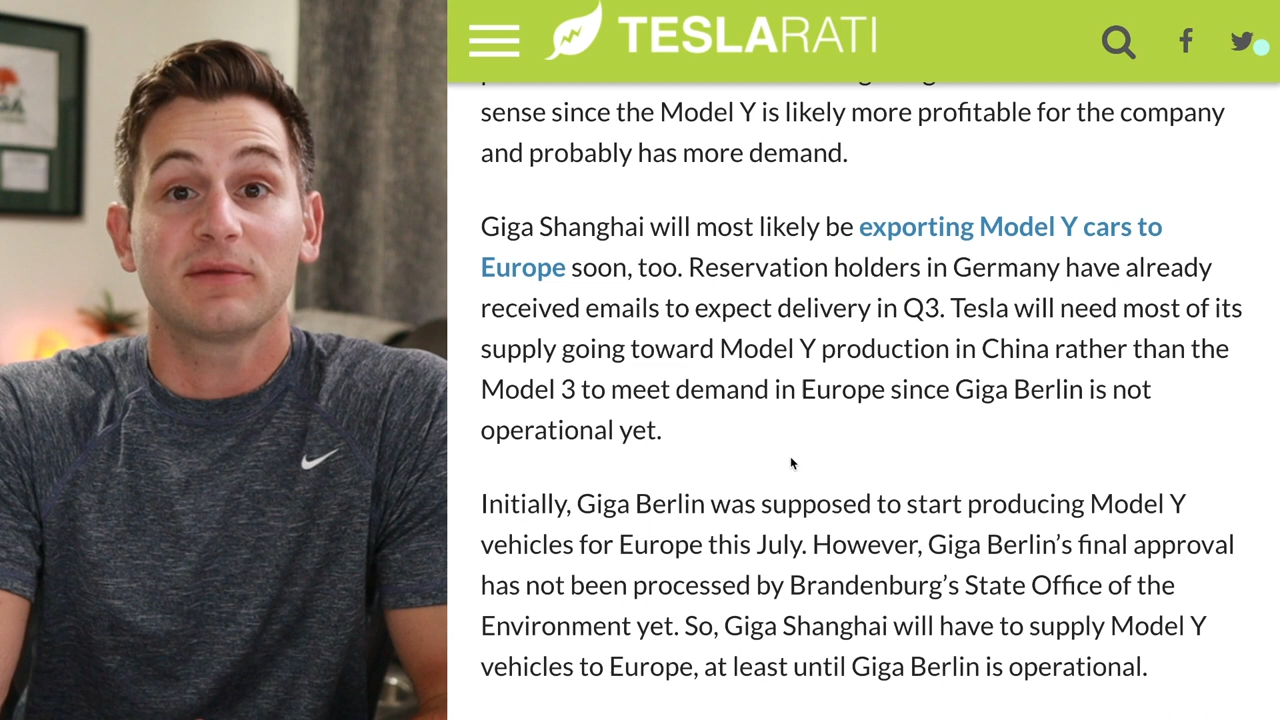 TESLARATI
sense since the Model Y is likely more profitable for the company
and probably has more demand.
Giga Shanghai will most likely be exporting Model Y cars to
Europe soon, too. Reservation holders in Germany have already
received emails to expect delivery in Q3. Tesla will need most of its
supply going toward Model Y production in China rather than the
Model 3 to meet demand in Europe since Giga Berlin is not
operational yet.
Initially, Giga Berlin was supposed to start producing Model Y
vehicles for Europe this July. However, Giga Berlin’s final approval
has not been processed by Brandenburg’s State Office of the
Environment yet. So, Giga Shanghai will have to supply Model Y
vehicles to Europe, at least until Giga Berlin is operational.